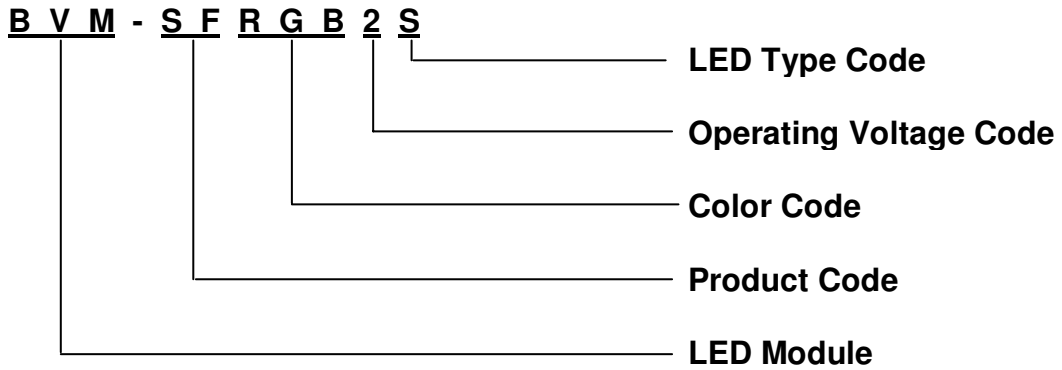 B V M - S F R G B 2 S
LED Type Code
Operating Voltage Code
Color Code
Product Code
LED Module